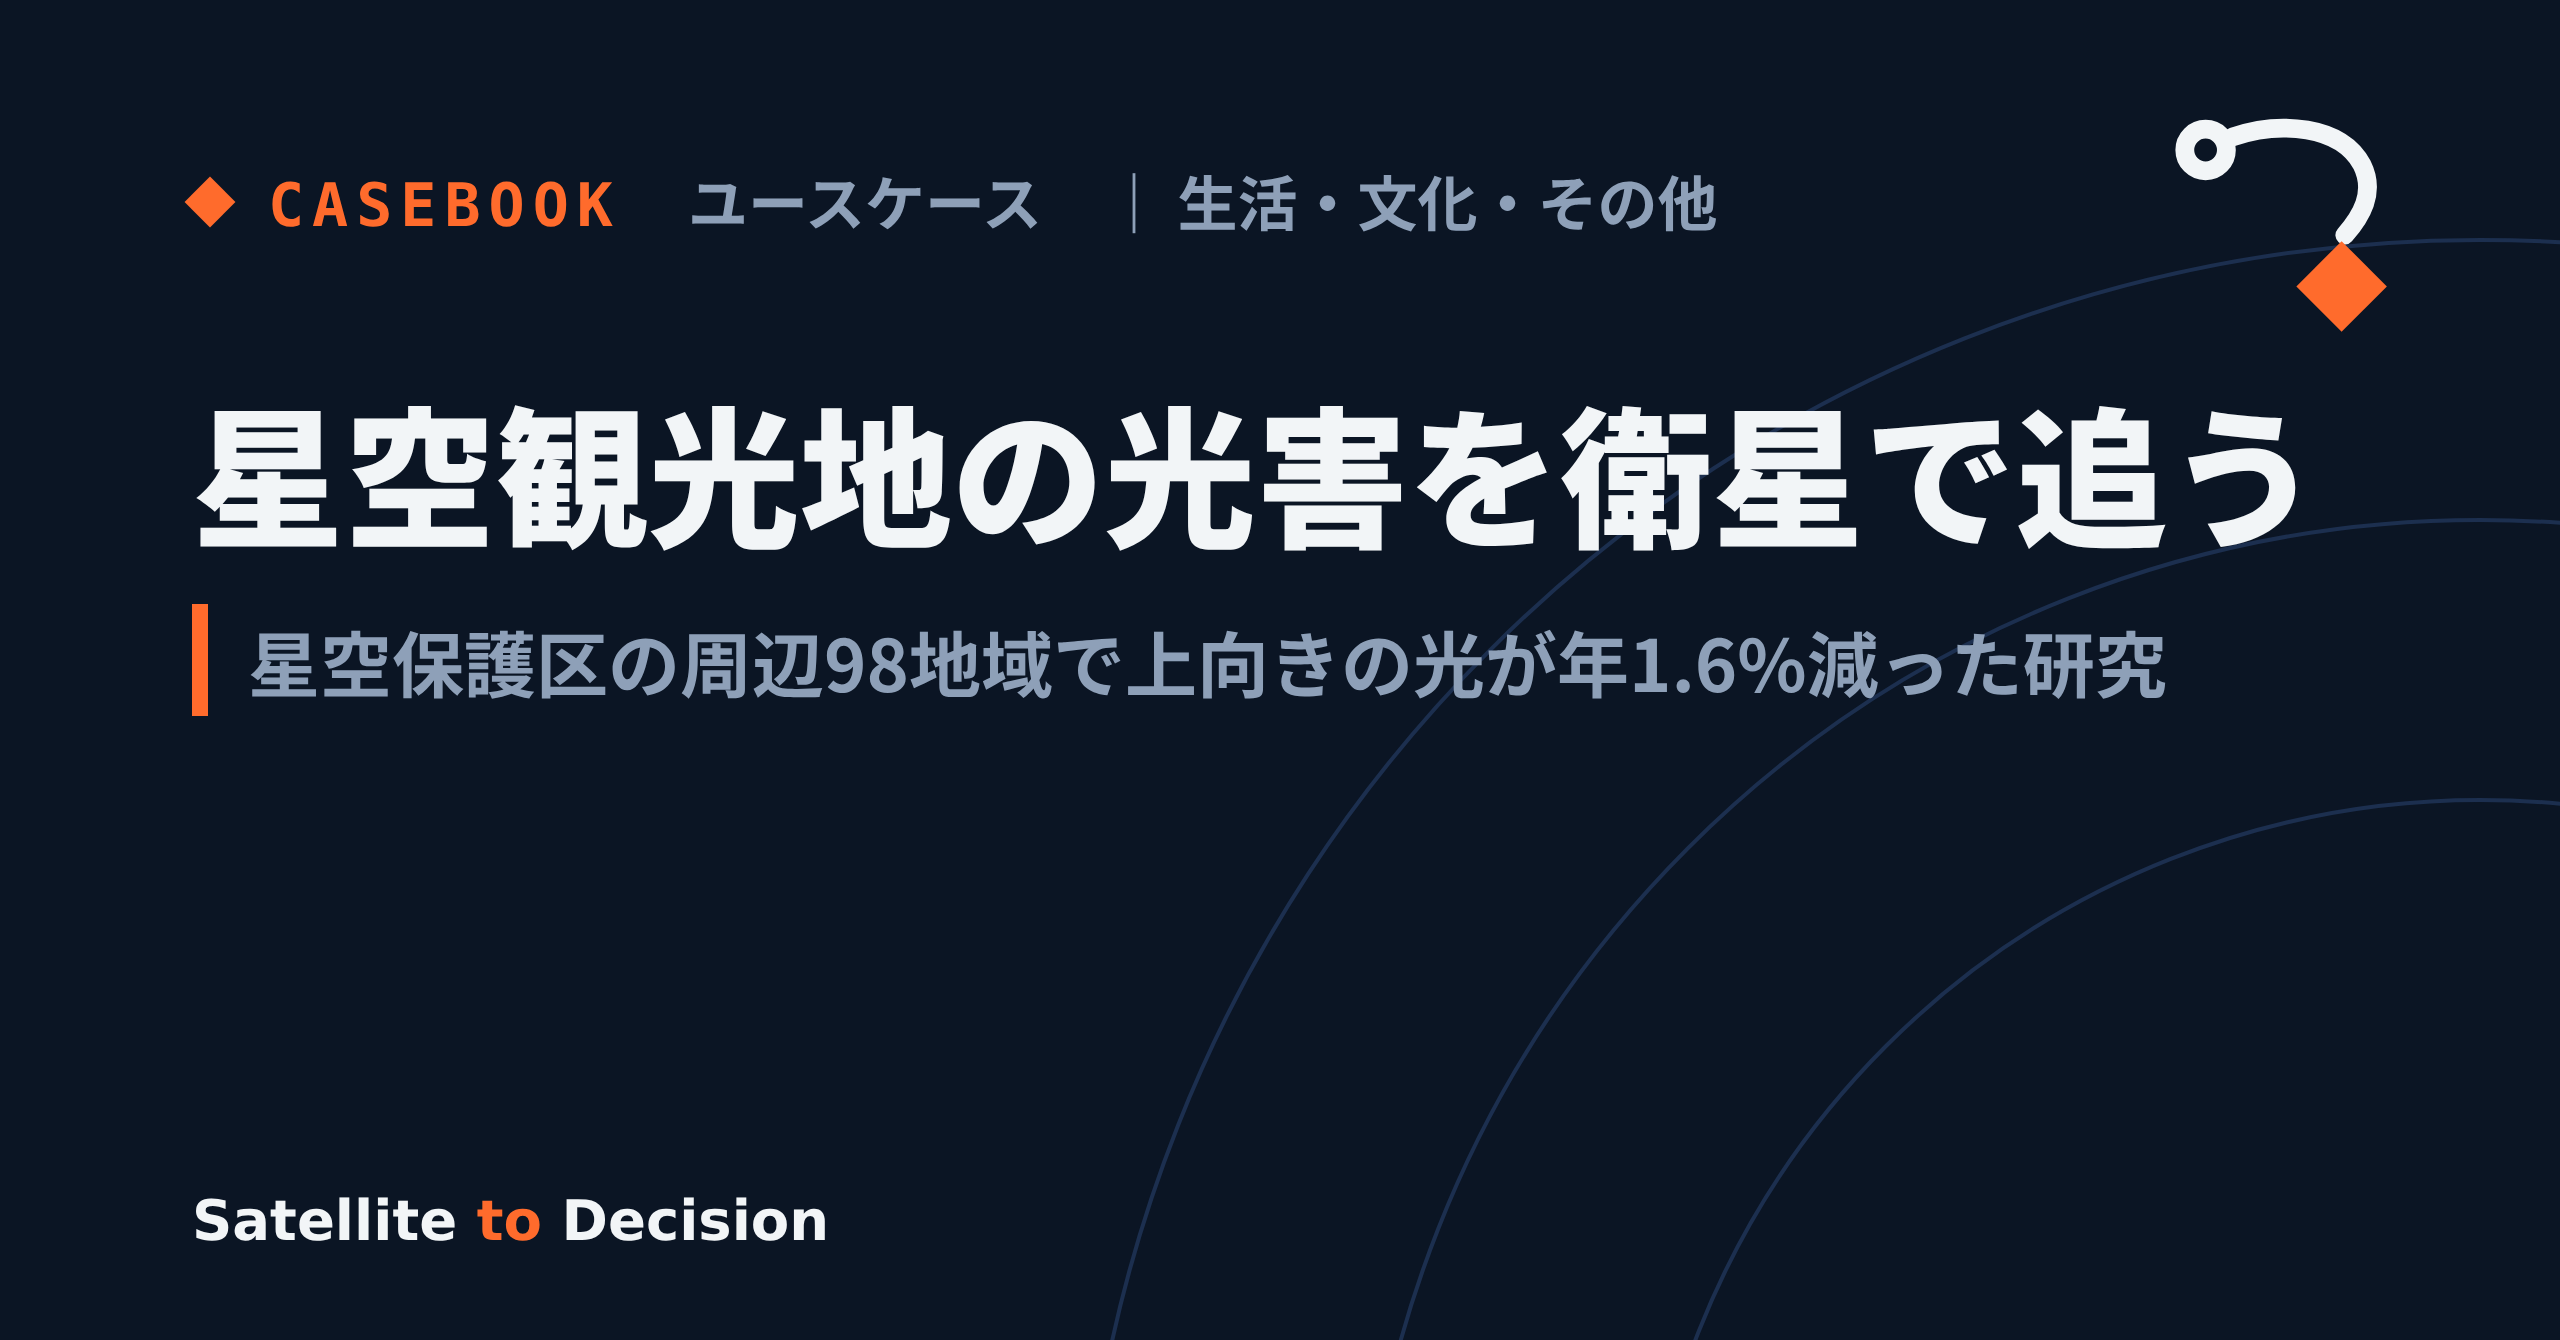 CASEBOOK ユースケース ｜生活・文化・その他
星空観光地の光害を衛星で追う
星空保護区の周辺98地域で上向きの光が年1.6%減った研究
Satellite to Decision